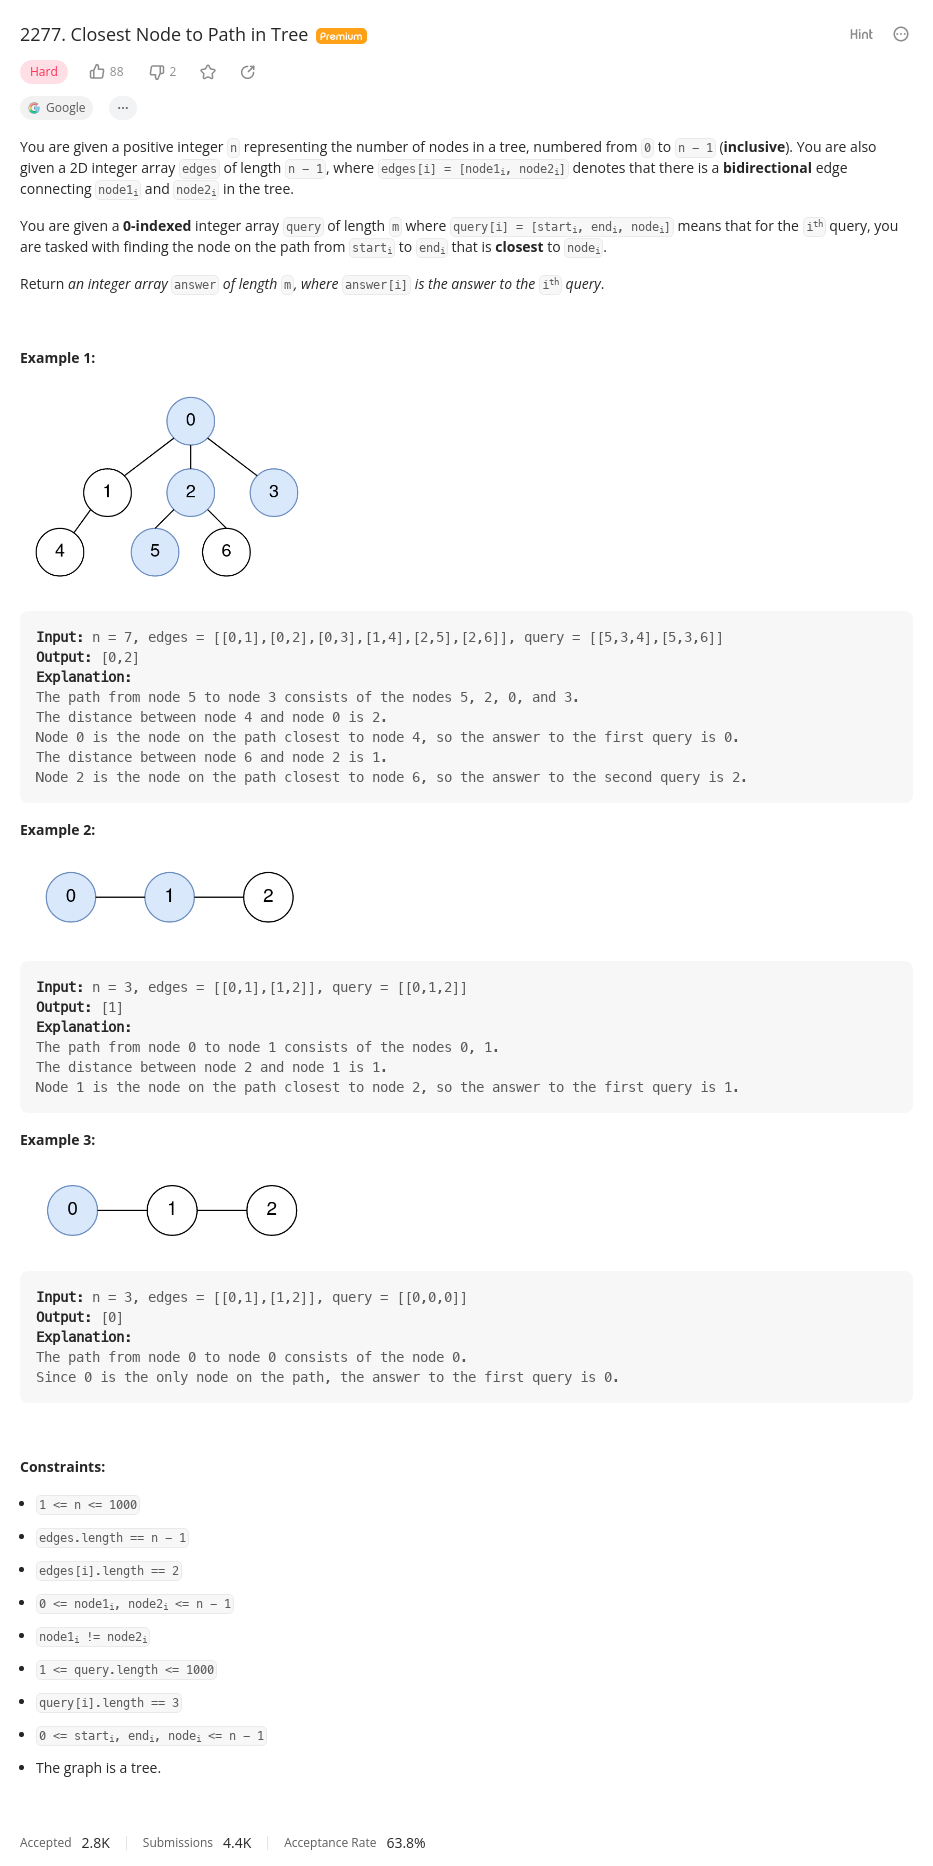 2277. Closest Node to Path in Tree Premium Hint
Hard 88 2
Google ...
You are given a positive integer n representing the number of nodes in a tree, numbered from 0 to n − 1 (inclusive). You are also
given a 2D integer array edges of length n − 1, where edges[i] = [node1i, node2i] denotes that there is a bidirectional edge
connecting node1i and node2i in the tree.
You are given a 0-indexed integer array query of length m where query[i] = [starti, endi, nodei] means that for the ith query, you
are tasked with finding the node on the path from starti to endi that is closest to nodei.
Return an integer array answer of length m, where answer[i] is the answer to the ith query.
Example 1:
0
1 2 3
4 5 6
Input: n = 7, edges = [[0,1],[0,2],[0,3],[1,4],[2,5],[2,6]], query = [[5,3,4],[5,3,6]]
Output: [0,2]
Explanation:
The path from node 5 to node 3 consists of the nodes 5, 2, 0, and 3.
The distance between node 4 and node 0 is 2.
Node 0 is the node on the path closest to node 4, so the answer to the first query is 0.
The distance between node 6 and node 2 is 1.
Node 2 is the node on the path closest to node 6, so the answer to the second query is 2.
Example 2:
0 1 2
Input: n = 3, edges = [[0,1],[1,2]], query = [[0,1,2]]
Output: [1]
Explanation:
The path from node 0 to node 1 consists of the nodes 0, 1.
The distance between node 2 and node 1 is 1.
Node 1 is the node on the path closest to node 2, so the answer to the first query is 1.
Example 3:
0 1 2
Input: n = 3, edges = [[0,1],[1,2]], query = [[0,0,0]]
Output: [0]
Explanation:
The path from node 0 to node 0 consists of the node 0.
Since 0 is the only node on the path, the answer to the first query is 0.
Constraints:
• 1 <= n <= 1000
• edges.length == n − 1
• edges[i].length == 2
• 0 <= node1i, node2i <= n − 1
• node1i != node2i
• 1 <= query.length <= 1000
• query[i].length == 3
• 0 <= starti, endi, nodei <= n − 1
• The graph is a tree.
Accepted 2.8K Submissions 4.4K Acceptance Rate 63.8%